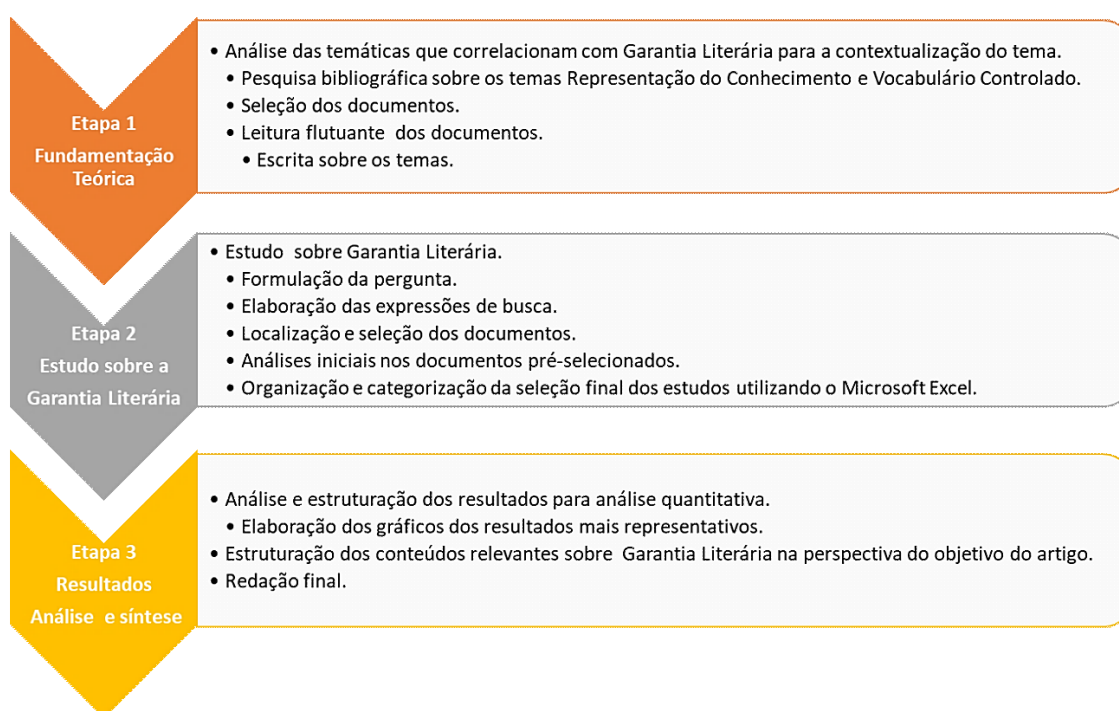 Etapa 1
Fundamentação
Teórica
• Análise das temáticas que correlacionam com Garantia Literária para a contextualização do tema.
• Pesquisa bibliográfica sobre os temas Representação do Conhecimento e Vocabulário Controlado.
• Seleção dos documentos.
• Leitura flutuante dos documentos.
• Escrita sobre os temas.
Etapa 2
Estudo sobre a
Garantia Literária
• Estudo sobre Garantia Literária.
• Formulação da pergunta.
• Elaboração das expressões de busca.
• Localização e seleção dos documentos.
• Análises iniciais nos documentos pré-selecionados.
• Organização e categorização da seleção final dos estudos utilizando o Microsoft Excel.
Etapa 3
Resultados
Análise e síntese
• Análise e estruturação dos resultados para análise quantitativa.
• Elaboração dos gráficos dos resultados mais representativos.
• Estruturação dos conteúdos relevantes sobre Garantia Literária na perspectiva do objetivo do artigo.
• Redação final.